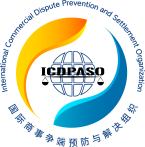 International Commercial Dispute Prevention and Settlement Organization
ICDPASO
国际商事争端预防与解决组织